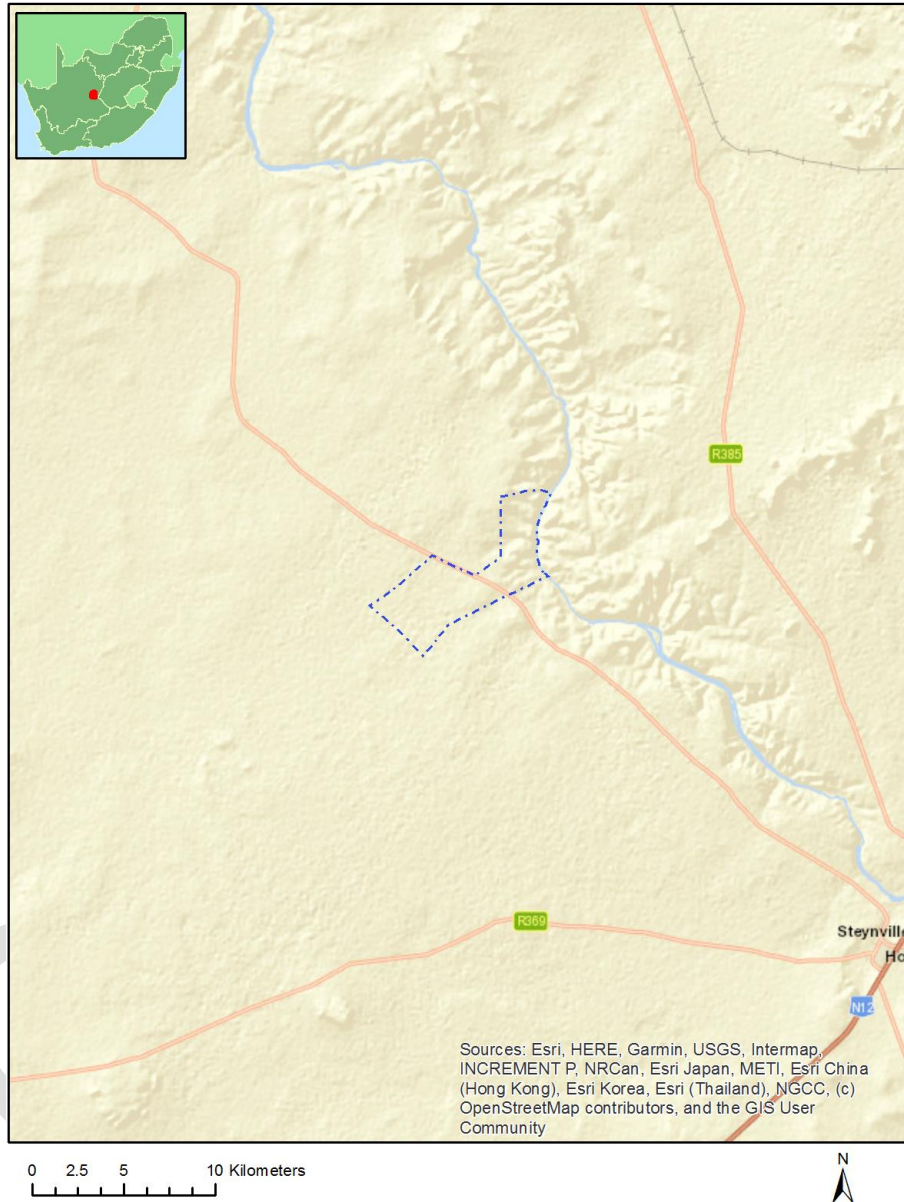 R385
R369
Steynville
Ho
N12
Sources: Esri, HERE, Garmin, USGS, Intermap,
INCREMENT P, NRCan, Esri Japan, METI, Esri China
(Hong Kong), Esri Korea, Esri (Thailand), NGCC, (c)
OpenStreetMap contributors, and the GIS User
Community
0 2.5 5 10 Kilometers
N